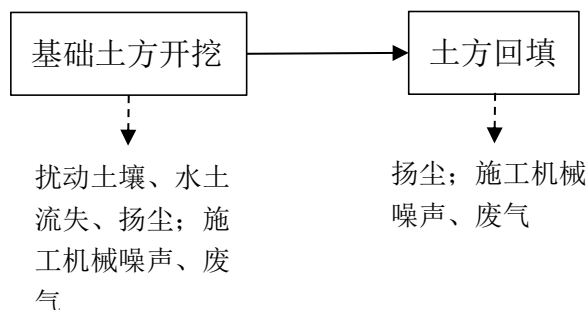 基础土方开挖
土方回填
扰动土壤、水土
流失、扬尘；施
工机械噪声、废
气
扬尘；施工机械
噪声、废气